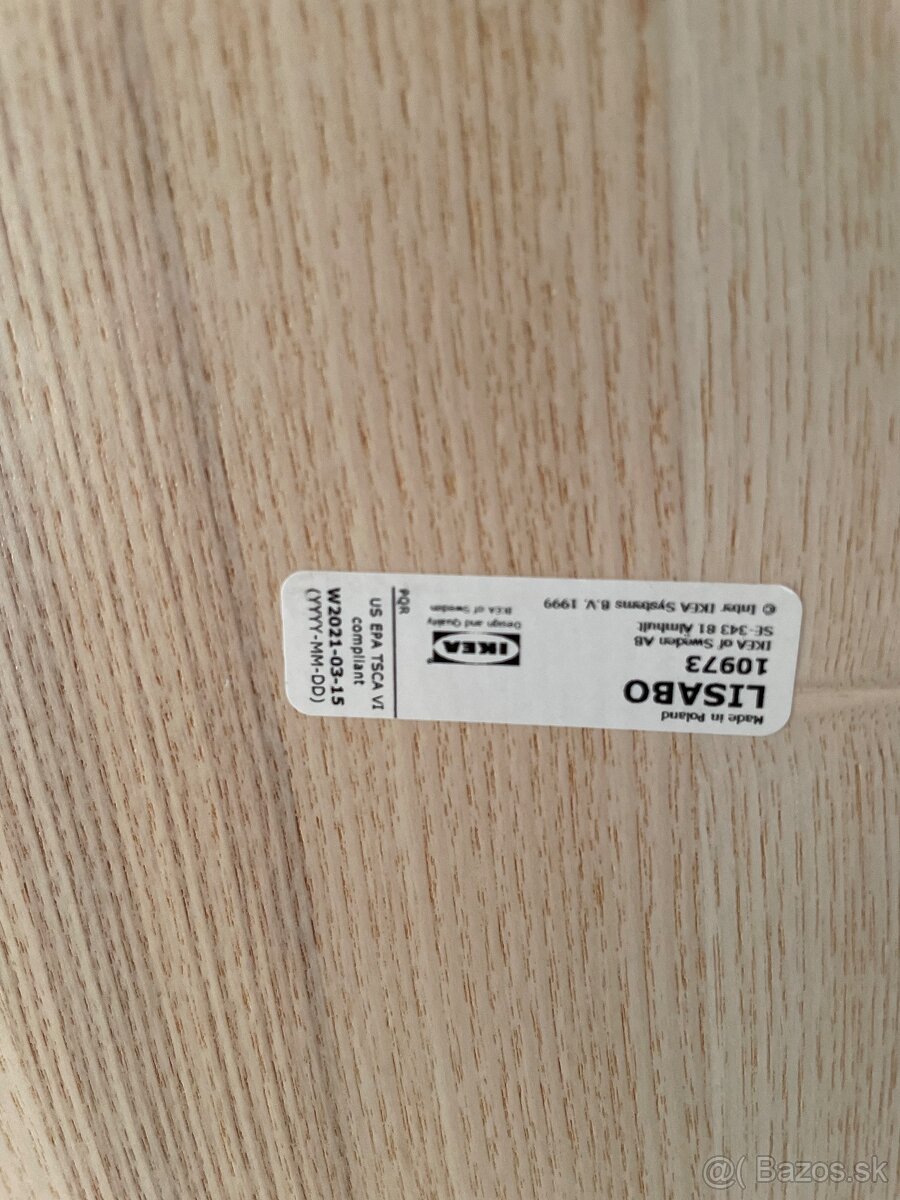 Made in Poland
LISABO
10973
IKEA of Sweden AB
SE-343 81 Älmhult
© Inter IKEA Systems B.V. 1999
IKEA®
Design and Quality
IKEA of Sweden
PQR
US EPA TSCA VI
compliant
W2021-03-15
(YYYY-MM-DD)
@( Bazos.sk